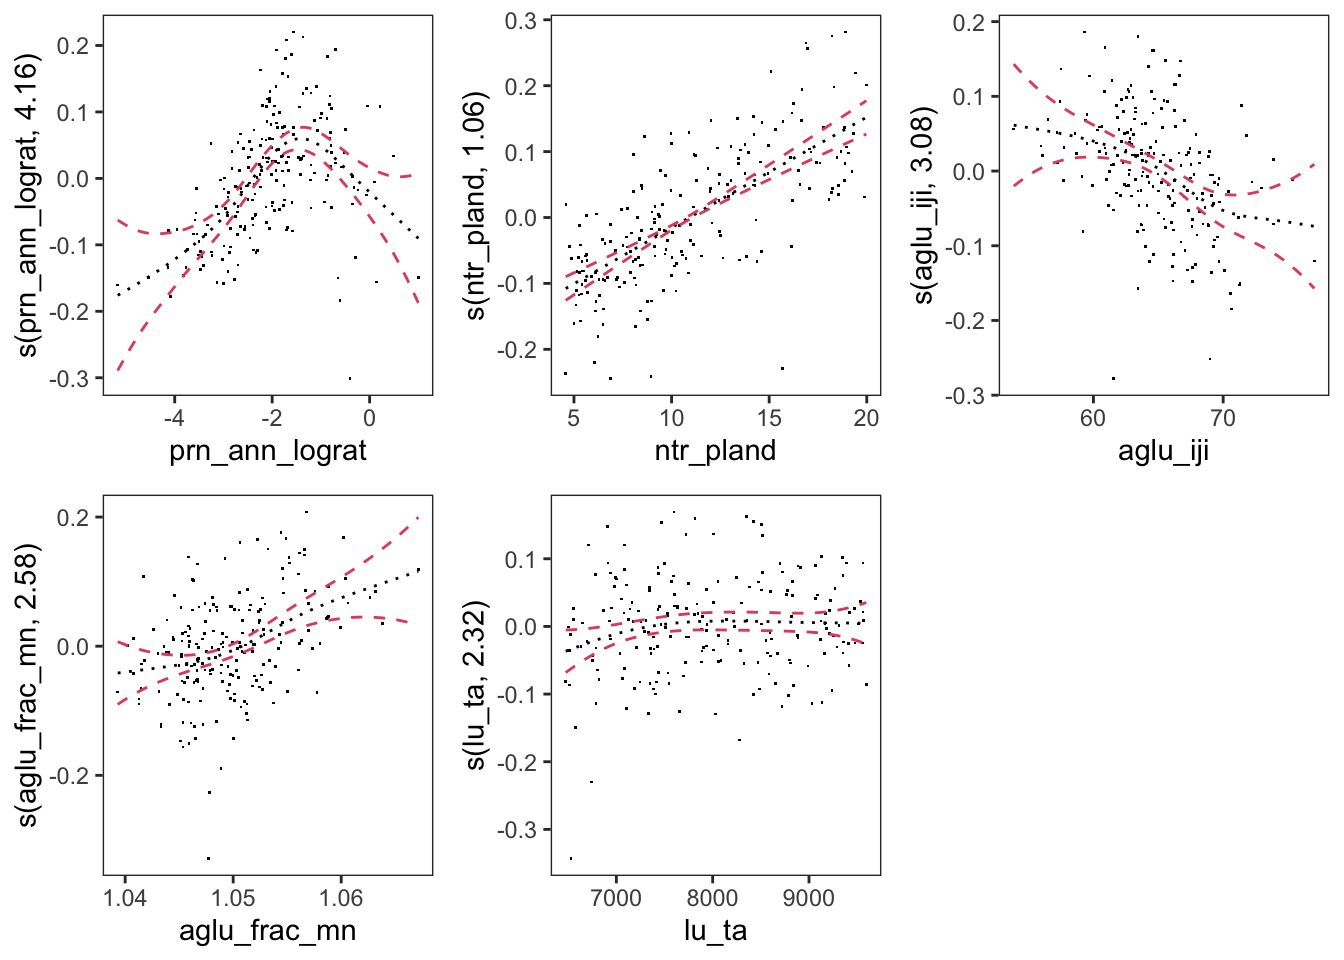 s(prn_ann_lograt, 4.16)
0.2
0.1
0.0
-0.1
-0.2
-0.3
-4 -2 0
prn_ann_lograt
s(ntr_pland, 1.06)
0.3
0.2
0.1
0.0
-0.1
-0.2
5 10 15 20
ntr_pland
s(aglu_iji, 3.08)
0.2
0.1
0.0
-0.1
-0.2
-0.3
60 70
aglu_iji
s(aglu_frac_mn, 2.58)
0.2
0.0
-0.2
1.04 1.05 1.06
aglu_frac_mn
s(lu_ta, 2.32)
0.1
0.0
-0.1
-0.2
-0.3
7000 8000 9000
lu_ta